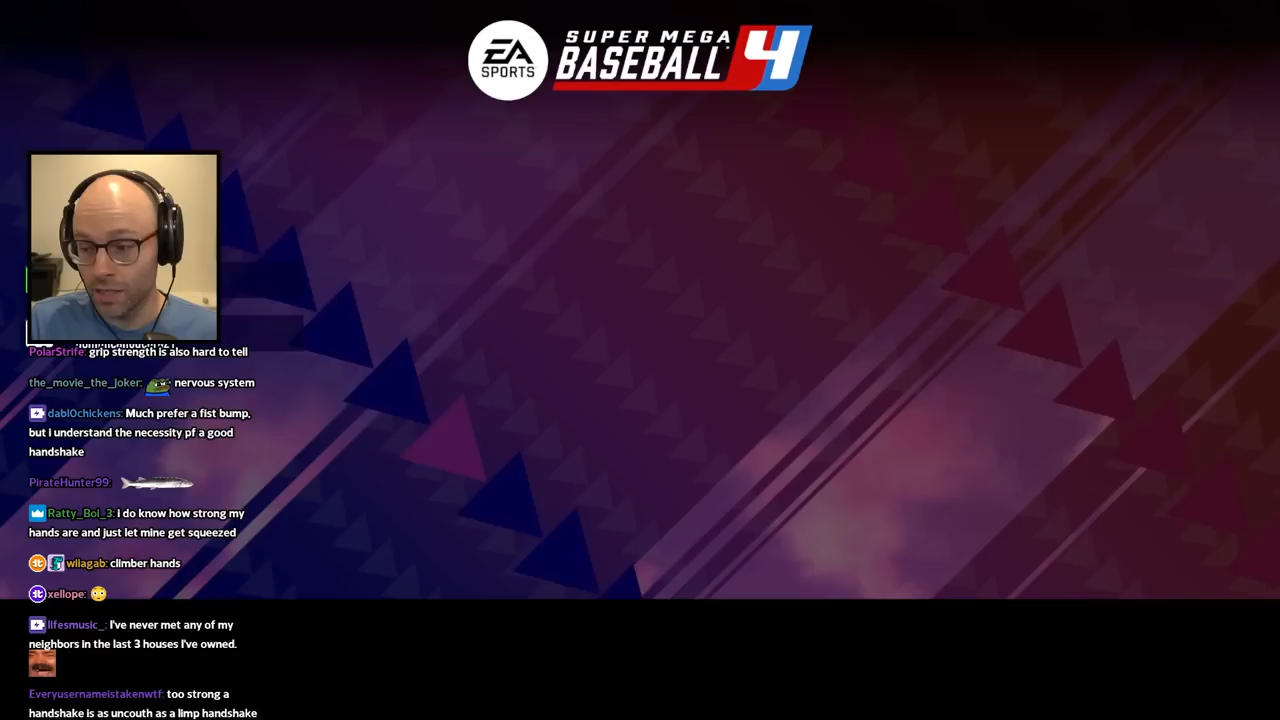 EA
SPORTS
SUPER MEGA
BASEBALL 4
PolarStrife: grip strength is also hard to tell
the_movie_the_Joker: nervous system
dabl0chickens: Much prefer a fist bump,
but i understand the necessity pf a good
handshake
PirateHunter99:
Ratty_Boi_3: i do know how strong my
hands are and just let mine get squeezed
wiiagab: climber hands
xellope:
lifesmusic_: I've never met any of my
neighbors in the last 3 houses I've owned.
Everyusernameistakenwtf: too strong a
handshake is as uncouth as a limp handshake